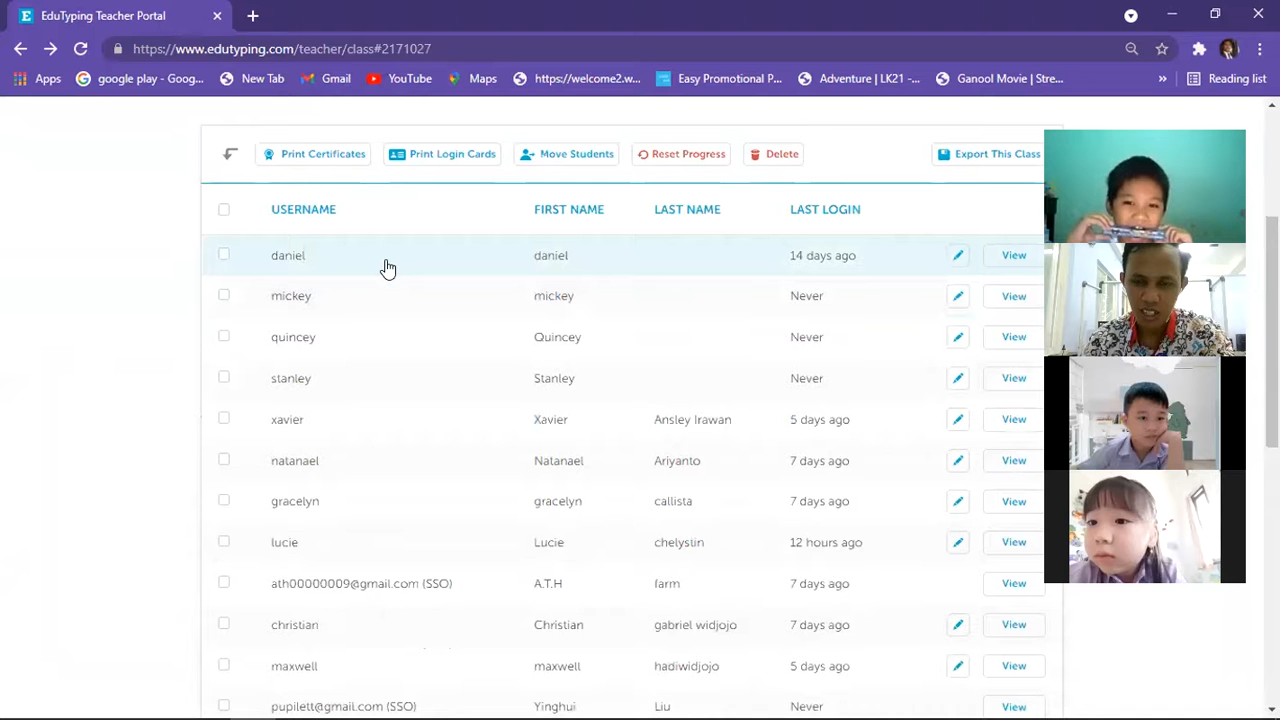 EduTyping Teacher Portal
https://www.edutyping.com/teacher/class#2171027
Apps google play - Goog... New Tab Gmail YouTube Maps https://welcome2.w... Easy Promotional P... Adventure | LK21 -... Ganool Movie | Stre... » Reading list
Print Certificates Print Login Cards Move Students Reset Progress Delete Export This Class
USERNAME FIRST NAME LAST NAME LAST LOGIN
daniel daniel 14 days ago View
mickey mickey Never View
quincey Quincey Never View
stanley Stanley Never View
xavier Xavier Ansley Irawan 5 days ago View
natanael Natanael Ariyanto 7 days ago View
gracelyn gracelyn callista 7 days ago View
lucie Lucie chelystin 12 hours ago View
ath00000009@gmail.com (SSO) A.T.H farm 7 days ago View
christian Christian gabriel widjojo 7 days ago View
maxwell maxwell hadiwidjojo 5 days ago View
pupilett@gmail.com (SSO) Yinghui Liu Never View